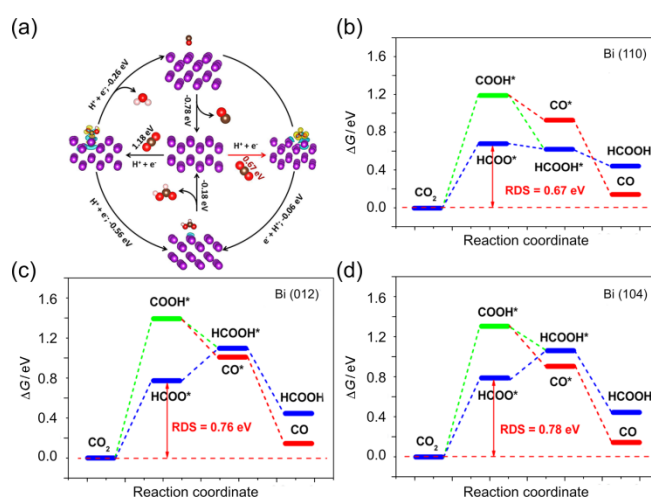 (a)
H⁺ + e⁻; -0.26 eV
-0.78 eV
1.18 eV
H⁺ + e⁻
H⁺ + e⁻
0.67 eV
-0.18 eV
H⁺ + e⁻; -0.56 eV
H⁺ + e⁻; -0.06 eV
(b)
Bi (110)
ΔG/ eV
1.6
1.2
0.8
0.4
0.0
COOH*
CO*
HCOO*
HCOOH*
HCOOH
CO
CO₂
RDS = 0.67 eV
Reaction coordinate
(c)
Bi (012)
ΔG/ eV
1.6
1.2
0.8
0.4
0.0
COOH*
HCOOH*
CO*
HCOO*
HCOOH
CO
CO₂
RDS = 0.76 eV
Reaction coordinate
(d)
Bi (104)
ΔG/ eV
1.6
1.2
0.8
0.4
0.0
COOH*
HCOOH*
CO*
HCOO*
HCOOH
CO
CO₂
RDS = 0.78 eV
Reaction coordinate